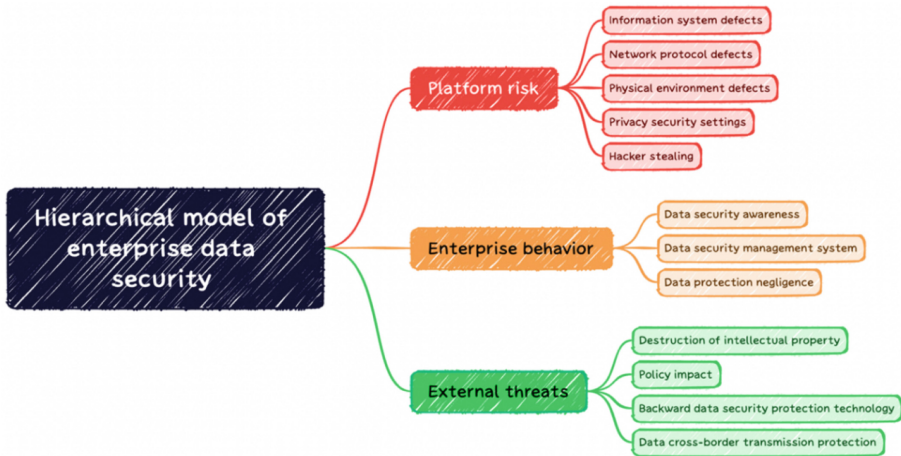 Hierarchical model of
enterprise data
security
Platform risk
Information system defects
Network protocol defects
Physical environment defects
Privacy security settings
Hacker stealing
Enterprise behavior
Data security awareness
Data security management system
Data protection negligence
External threats
Destruction of intellectual property
Policy impact
Backward data security protection technology
Data cross-border transmission protection